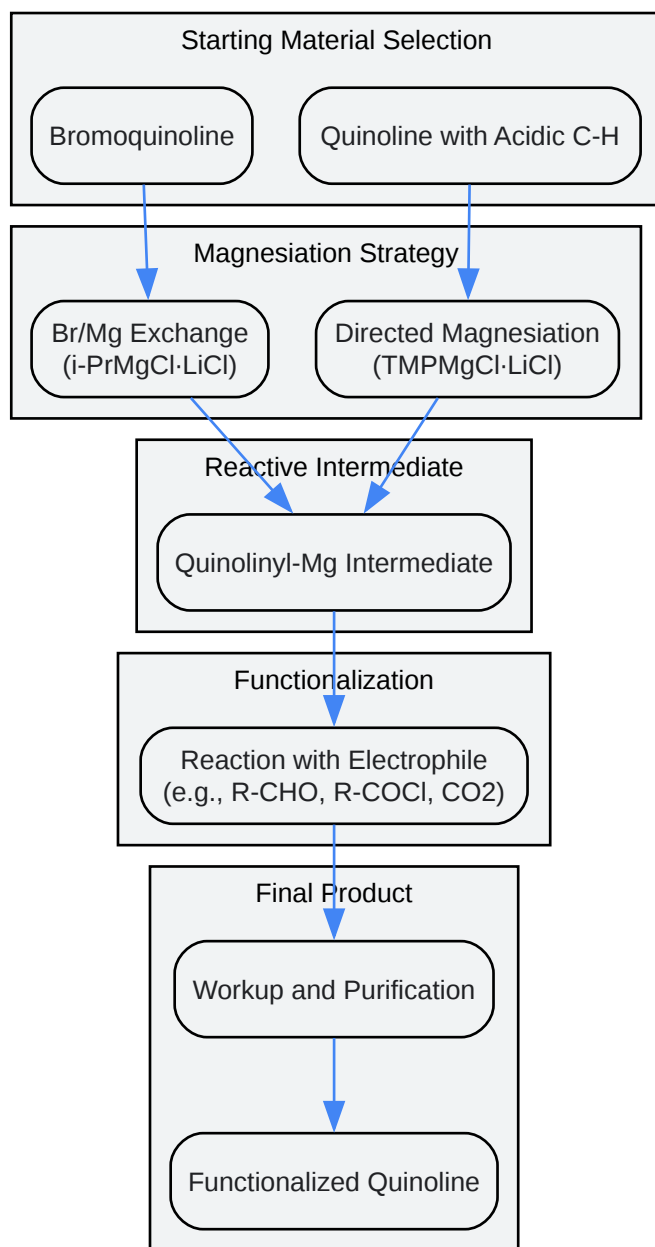 Starting Material Selection
Bromoquinoline
Quinoline with Acidic C-H
Magnesiation Strategy
Br/Mg Exchange
(i-PrMgCl·LiCl)
Directed Magnesiation
(TMPMgCl·LiCl)
Reactive Intermediate
Quinolinyl-Mg Intermediate
Functionalization
Reaction with Electrophile
(e.g., R-CHO, R-COCl, CO2)
Final Product
Workup and Purification
Functionalized Quinoline